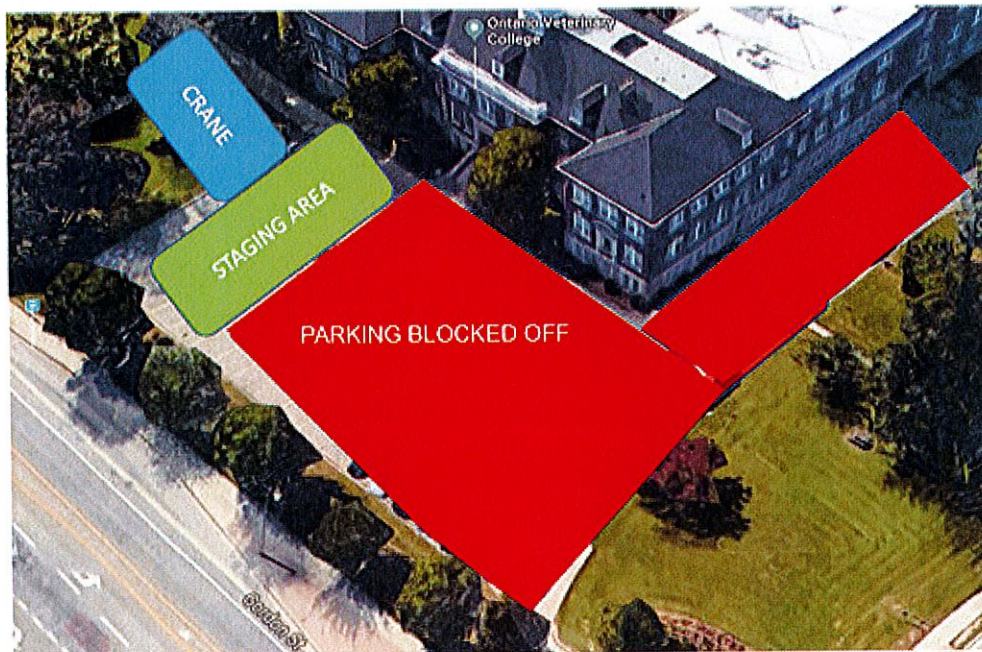 Ontario Veterinary
College
CRANE
STAGING AREA
PARKING BLOCKED OFF
Gordon St